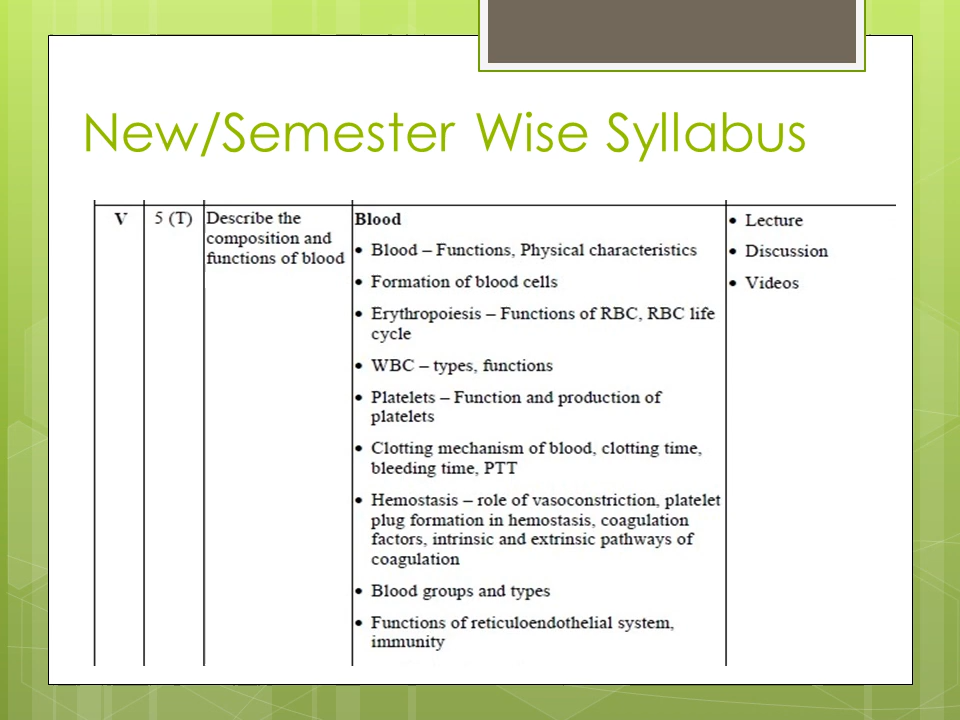 New/Semester Wise Syllabus
V
5 (T)
Describe the
composition and
functions of blood
Blood
• Blood – Functions, Physical characteristics
• Formation of blood cells
• Erythropoiesis – Functions of RBC, RBC life
cycle
• WBC – types, functions
• Platelets – Function and production of
platelets
• Clotting mechanism of blood, clotting time,
bleeding time, PTT
• Hemostasis – role of vasoconstriction, platelet
plug formation in hemostasis, coagulation
factors, intrinsic and extrinsic pathways of
coagulation
• Blood groups and types
• Functions of reticuloendothelial system,
immunity
• Lecture
• Discussion
• Videos